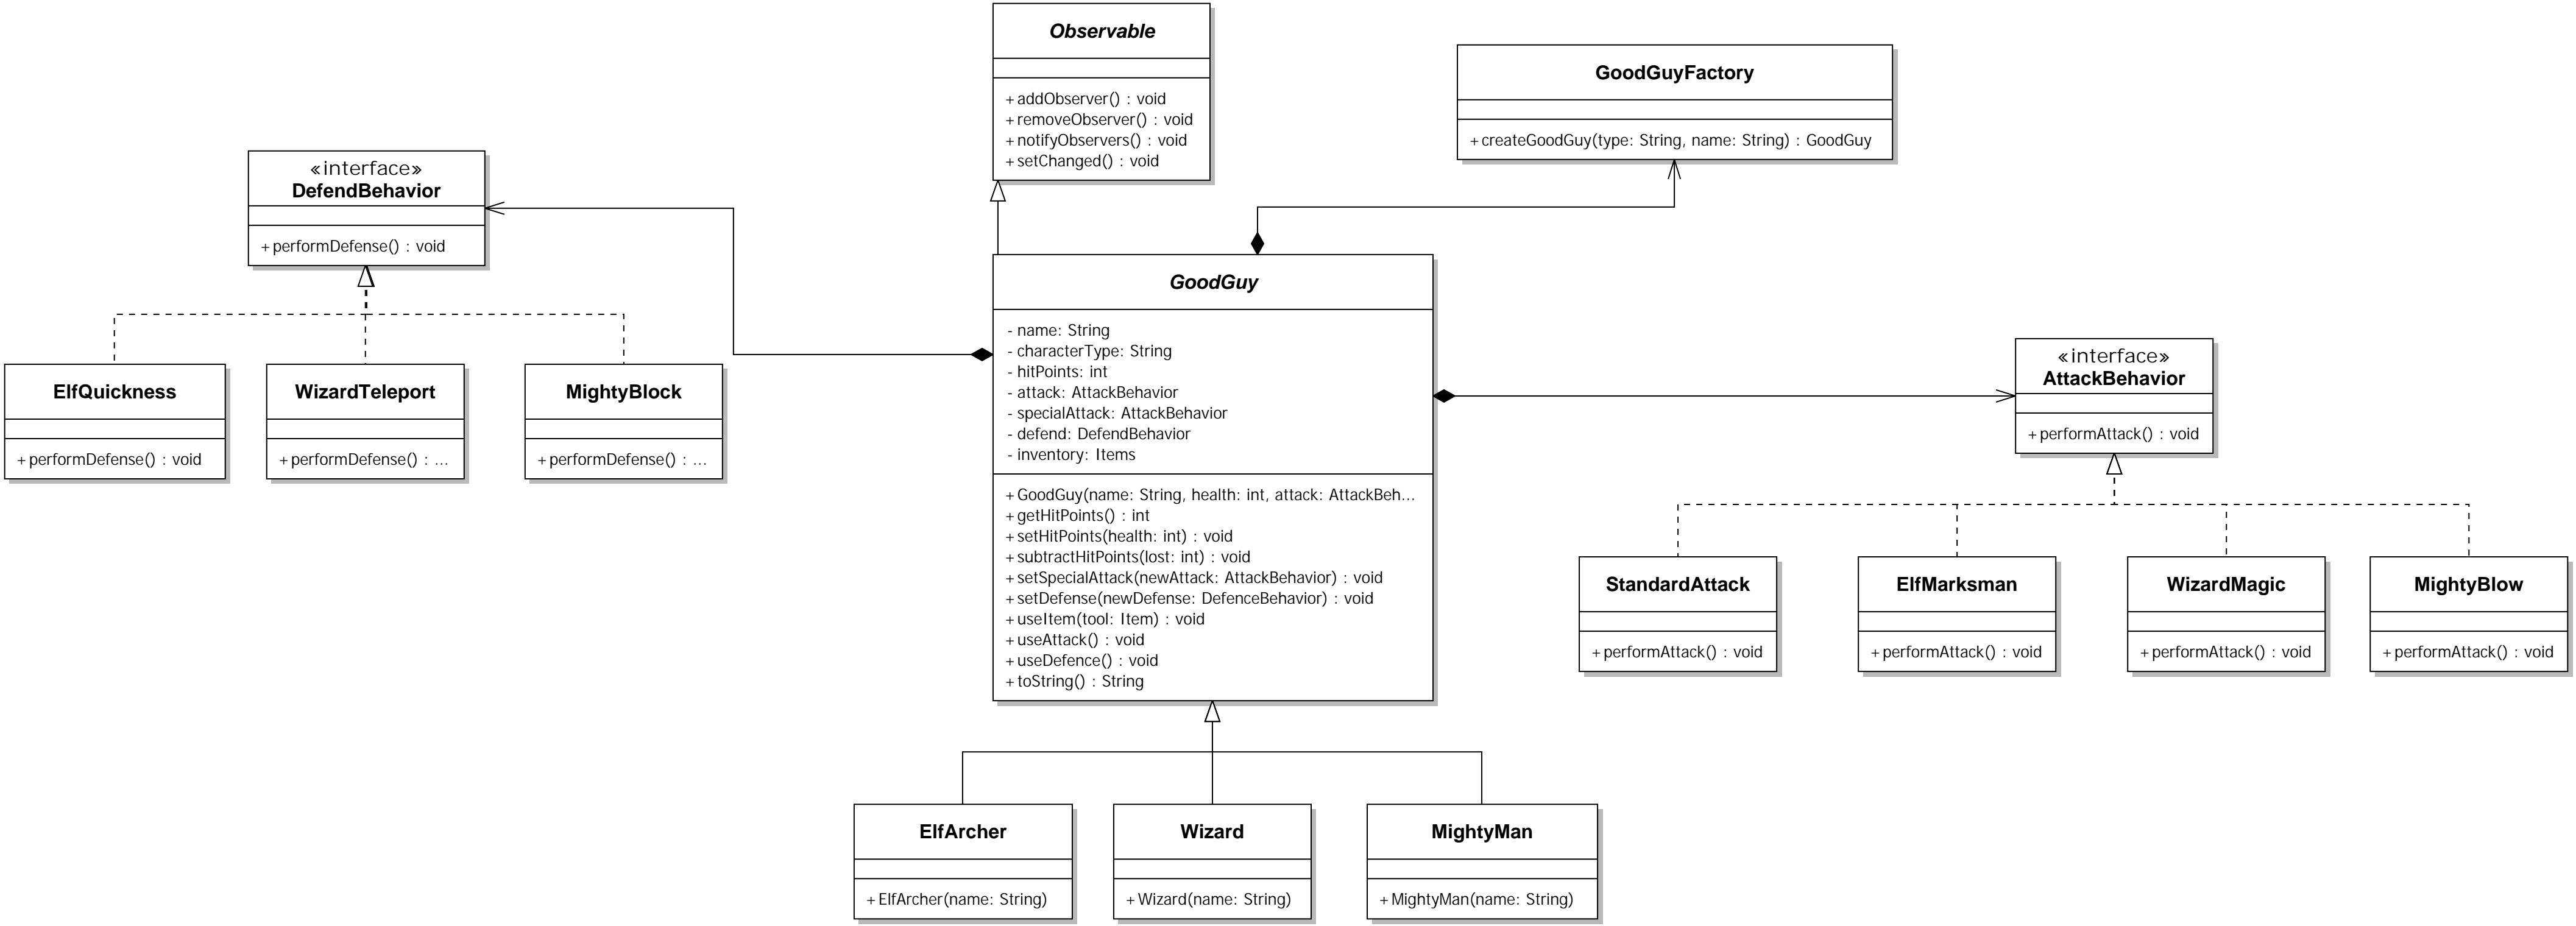 Observable
+ addObserver() : void
+ removeObserver() : void
+ notifyObservers() : void
+ setChanged() : void
GoodGuyFactory
+ createGoodGuy(type: String, name: String) : GoodGuy
«interface»
DefendBehavior
+ performDefense() : void
ElfQuickness
+ performDefense() : void
WizardTeleport
+ performDefense() : ...
MightyBlock
+ performDefense() : ...
GoodGuy
- name: String
- characterType: String
- hitPoints: int
- attack: AttackBehavior
- specialAttack: AttackBehavior
- defend: DefendBehavior
- inventory: Items
+ GoodGuy(name: String, health: int, attack: AttackBeh...
+ getHitPoints() : int
+ setHitPoints(health: int) : void
+ subtractHitPoints(lost: int) : void
+ setSpecialAttack(newAttack: AttackBehavior) : void
+ setDefense(newDefense: DefenceBehavior) : void
+ useItem(tool: Item) : void
+ useAttack() : void
+ useDefence() : void
+ toString() : String
«interface»
AttackBehavior
+ performAttack() : void
StandardAttack
+ performAttack() : void
ElfMarksman
+ performAttack() : void
WizardMagic
+ performAttack() : void
MightyBlow
+ performAttack() : void
ElfArcher
+ ElfArcher(name: String)
Wizard
+ Wizard(name: String)
MightyMan
+ MightyMan(name: String)